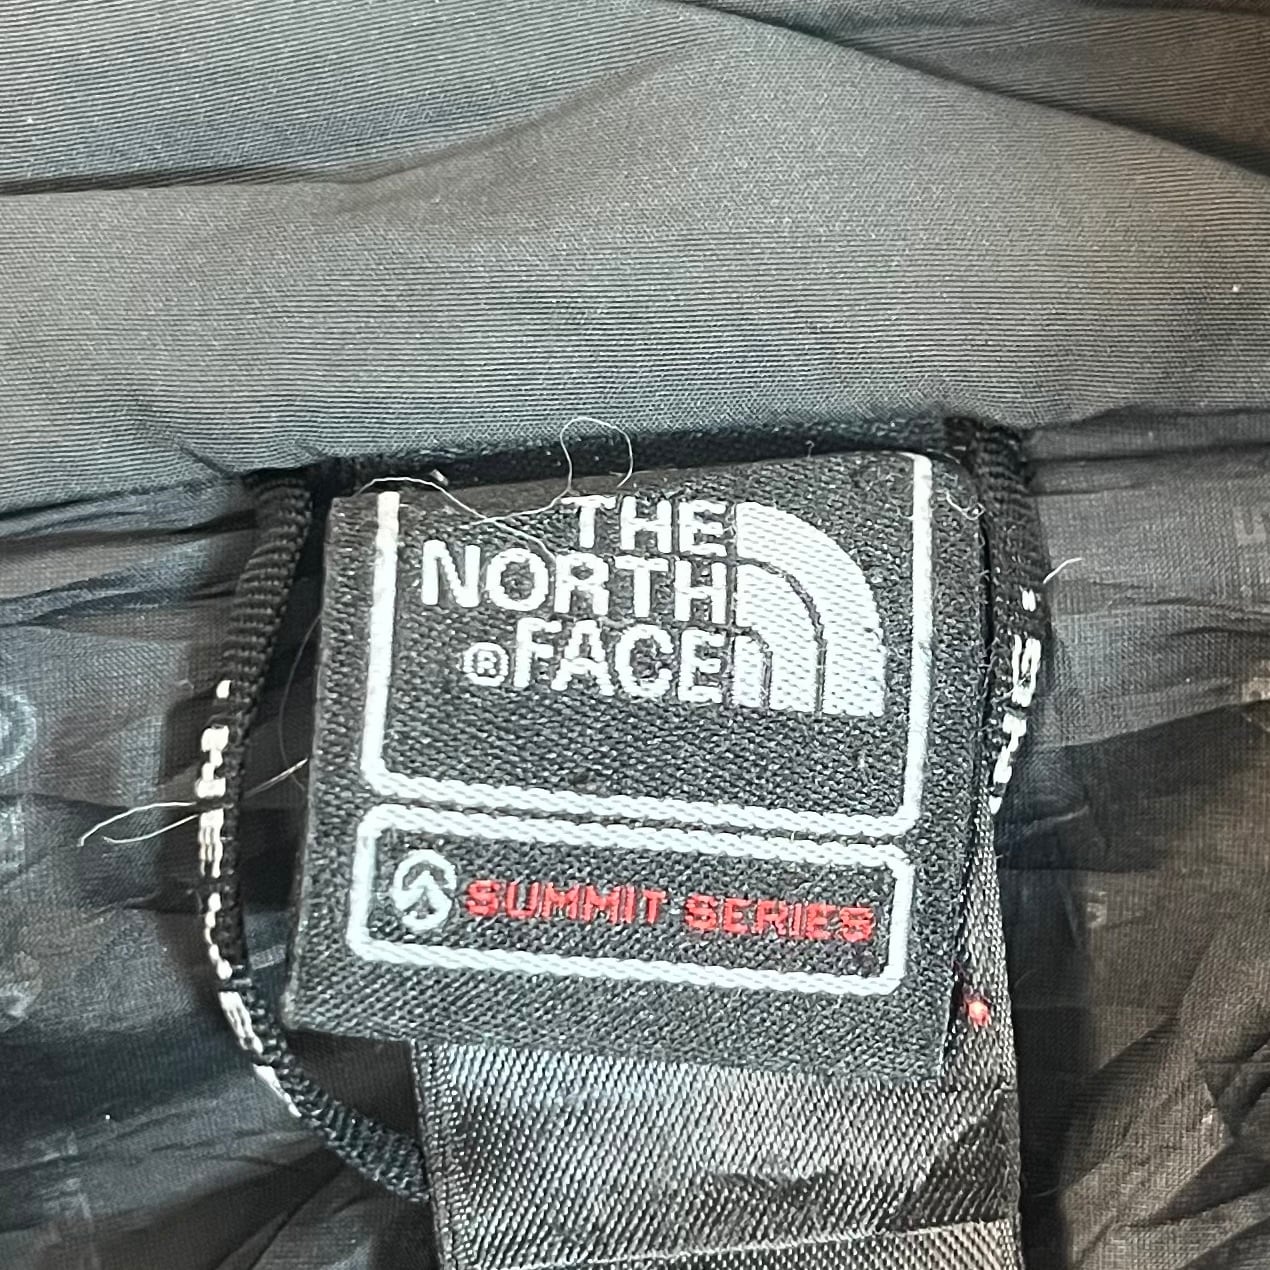 THE
NORTH
®FACE
SUMMIT SERIES